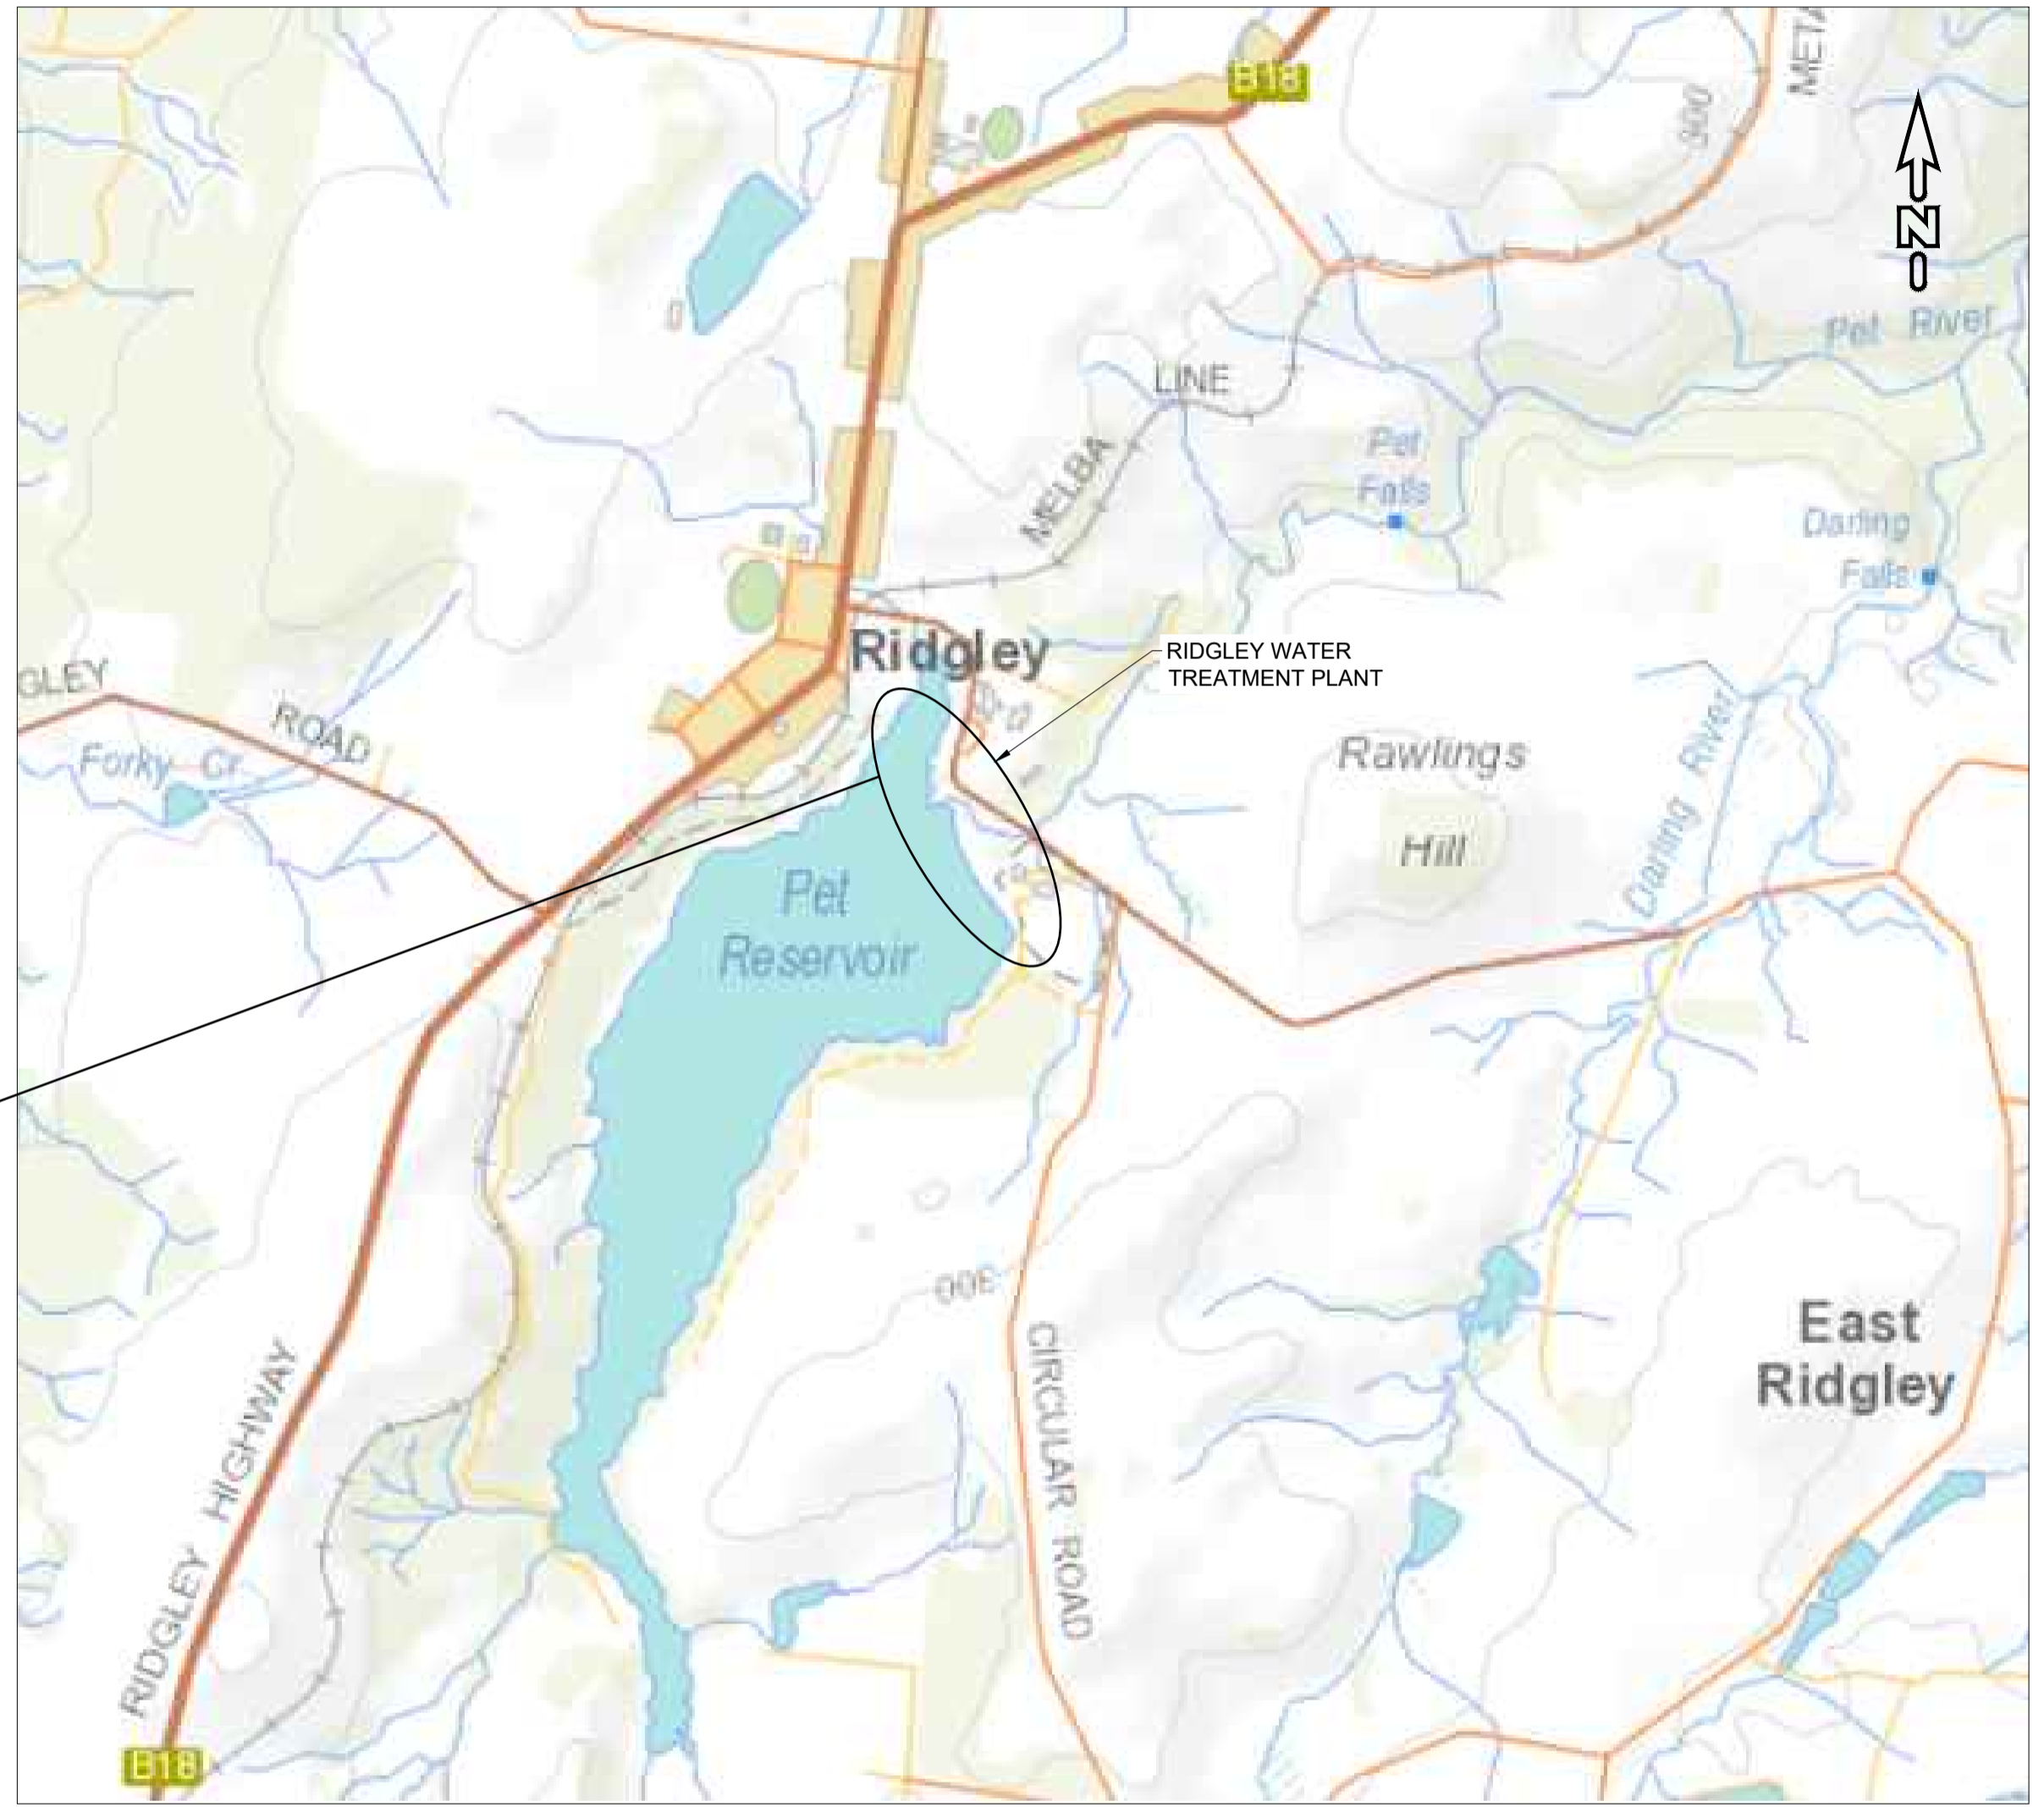 B18
META
300
N
Pet River
LINE
MELBA
Pet
Falls
Darling
Falls
Ridgley
RIDGLEY WATER
TREATMENT PLANT
GLEY
ROAD
Forky Cr
Rawlings
Hill
Darling River
Pet
Reservoir
300
East
Ridgley
CIRCULAR ROAD
RIDGLEY HIGHWAY
B18